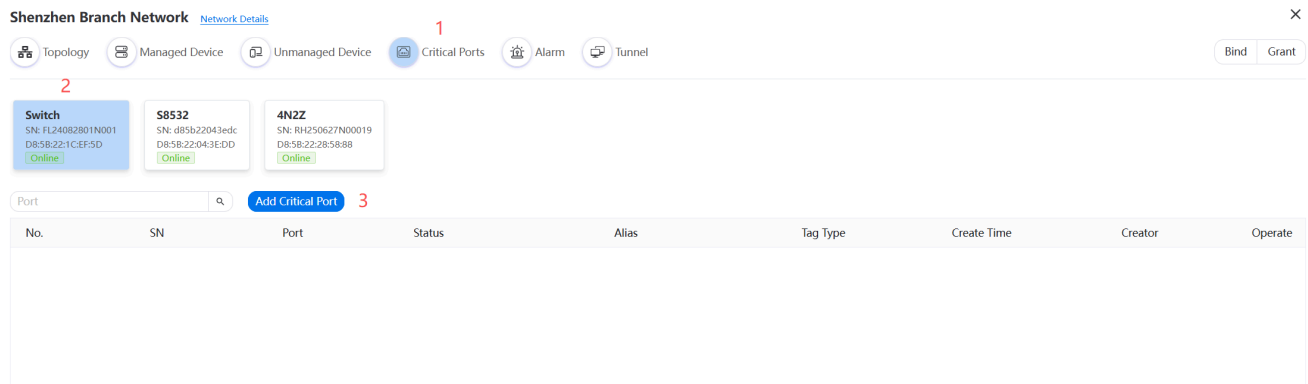 Shenzhen Branch Network Network Details
1
Topology Managed Device Unmanaged Device Critical Ports Alarm Tunnel Bind Grant
2
Switch
SN: FL24082801N001
D8:5B:22:1C:EF:5D
Online
S8532
SN: d85b22043edc
D8:5B:22:04:3E:DD
Online
4N2Z
SN: RH250627N00019
D8:5B:22:28:58:88
Online
Port Add Critical Port 3
No. SN Port Status Alias Tag Type Create Time Creator Operate